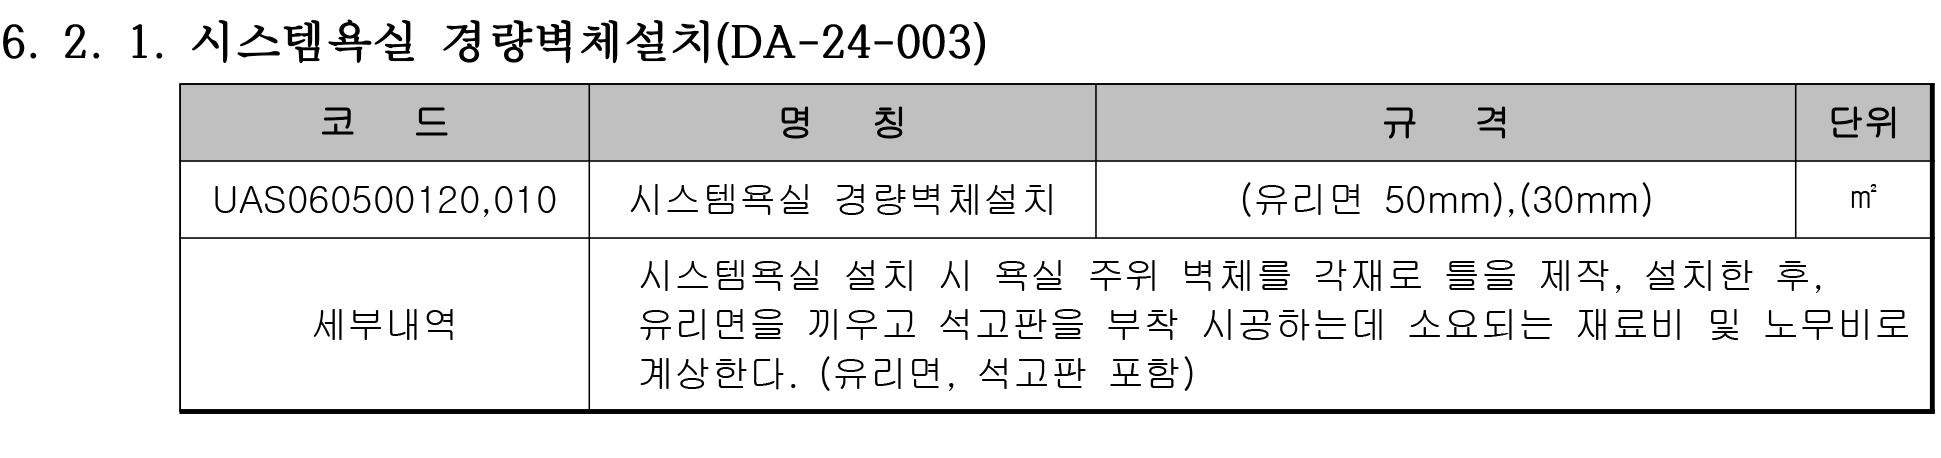 6. 2. 1. 시스템욕실 경량벽체설치(DA-24-003)
코 드 명 칭 규 격 단위
UAS060500120,010 시스템욕실 경량벽체설치 (유리면 50mm),(30mm) ㎡
세부내역
시스템욕실 설치 시 욕실 주위 벽체를 각재로 틀을 제작, 설치한 후,
유리면을 끼우고 석고판을 부착 시공하는데 소요되는 재료비 및 노무비로
계상한다. (유리면, 석고판 포함)